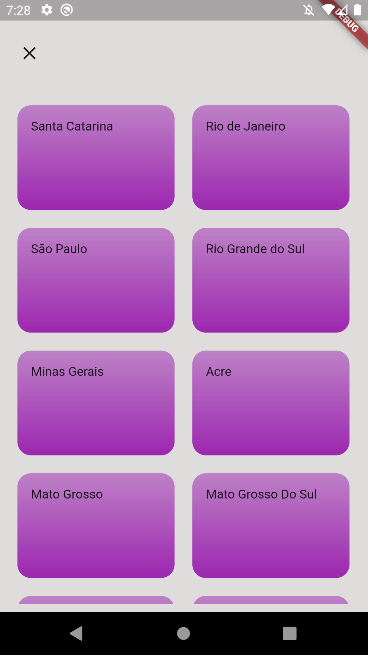 7:28
DEBUG
Santa Catarina
Rio de Janeiro
São Paulo
Rio Grande do Sul
Minas Gerais
Acre
Mato Grosso
Mato Grosso Do Sul